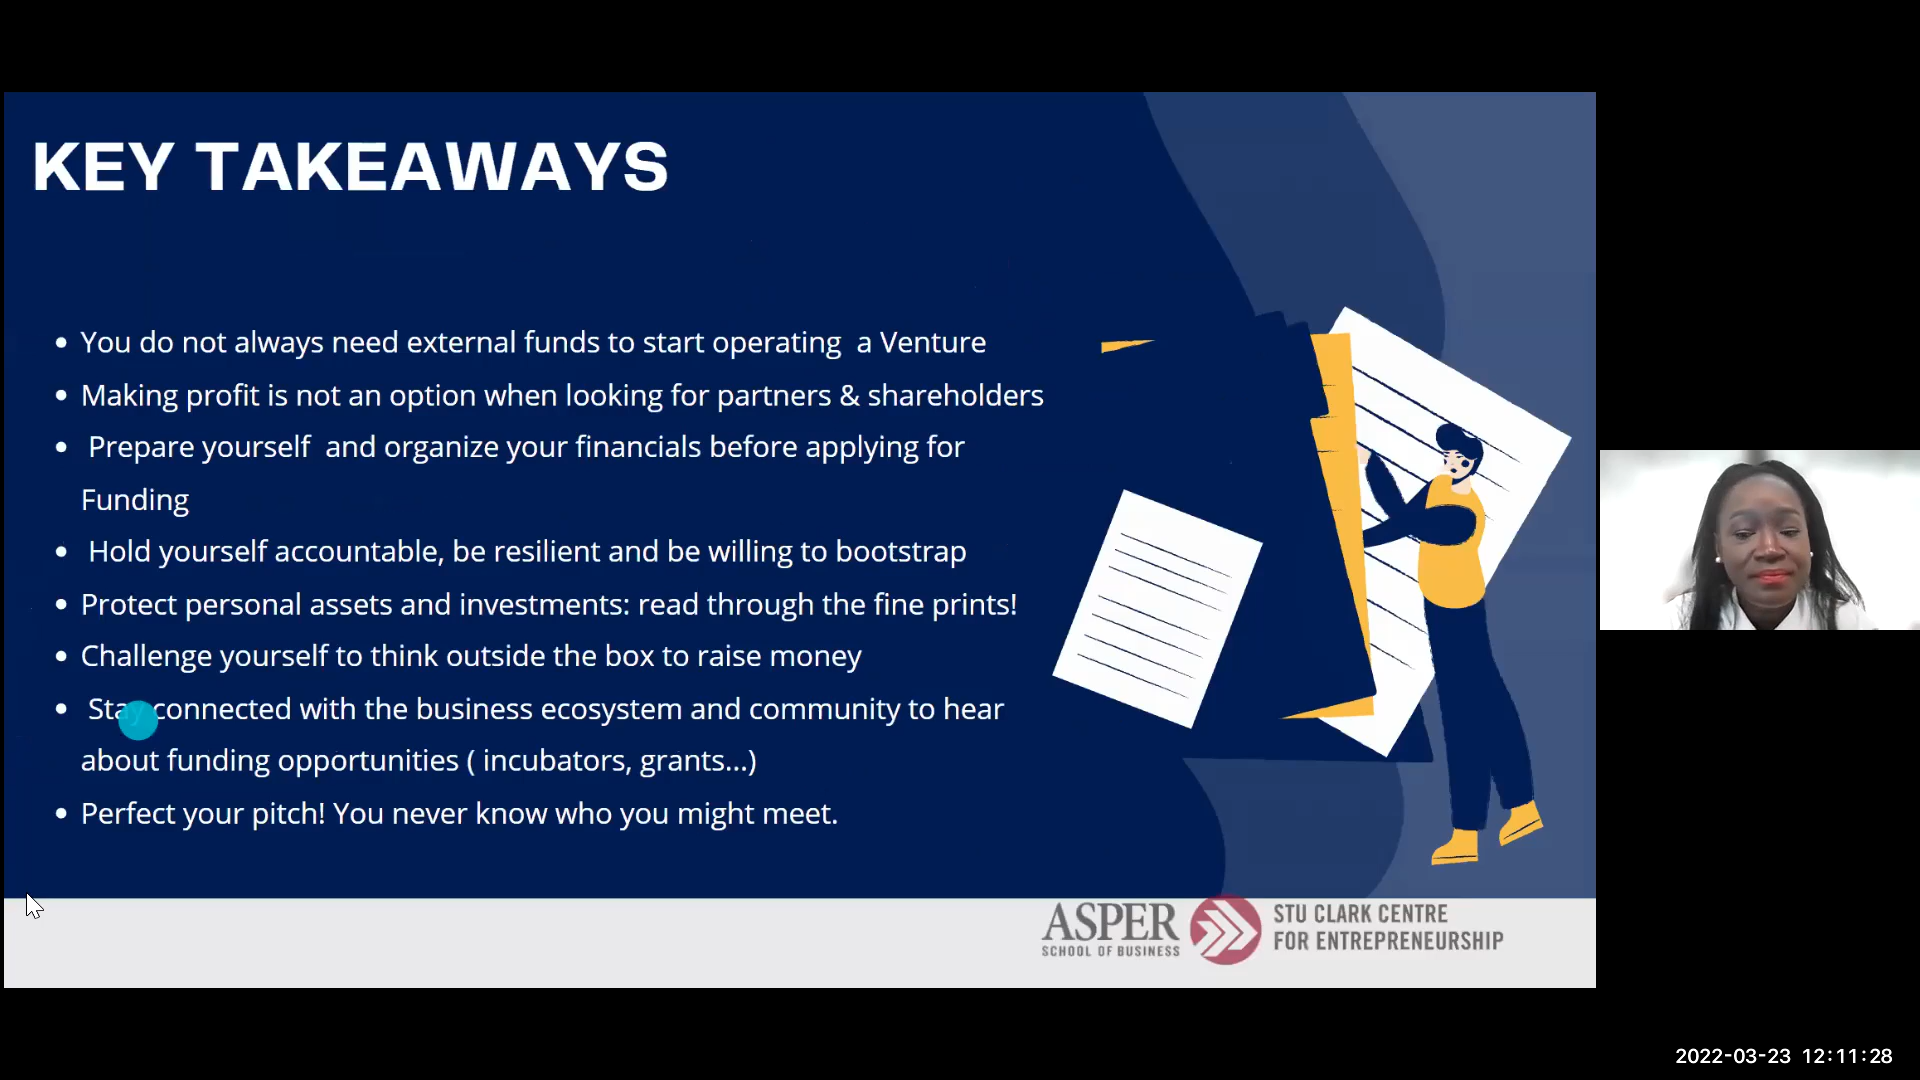 KEY TAKEAWAYS
• You do not always need external funds to start operating  a Venture
• Making profit is not an option when looking for partners & shareholders
•  Prepare yourself  and organize your financials before applying for
Funding
•  Hold yourself accountable, be resilient and be willing to bootstrap
• Protect personal assets and investments: read through the fine prints!
• Challenge yourself to think outside the box to raise money
•  Stay connected with the business ecosystem and community to hear
about funding opportunities ( incubators, grants...)
• Perfect your pitch! You never know who you might meet.
ASPER
SCHOOL OF BUSINESS
STU CLARK CENTRE
FOR ENTREPRENEURSHIP
2022-03-23 12:11:28